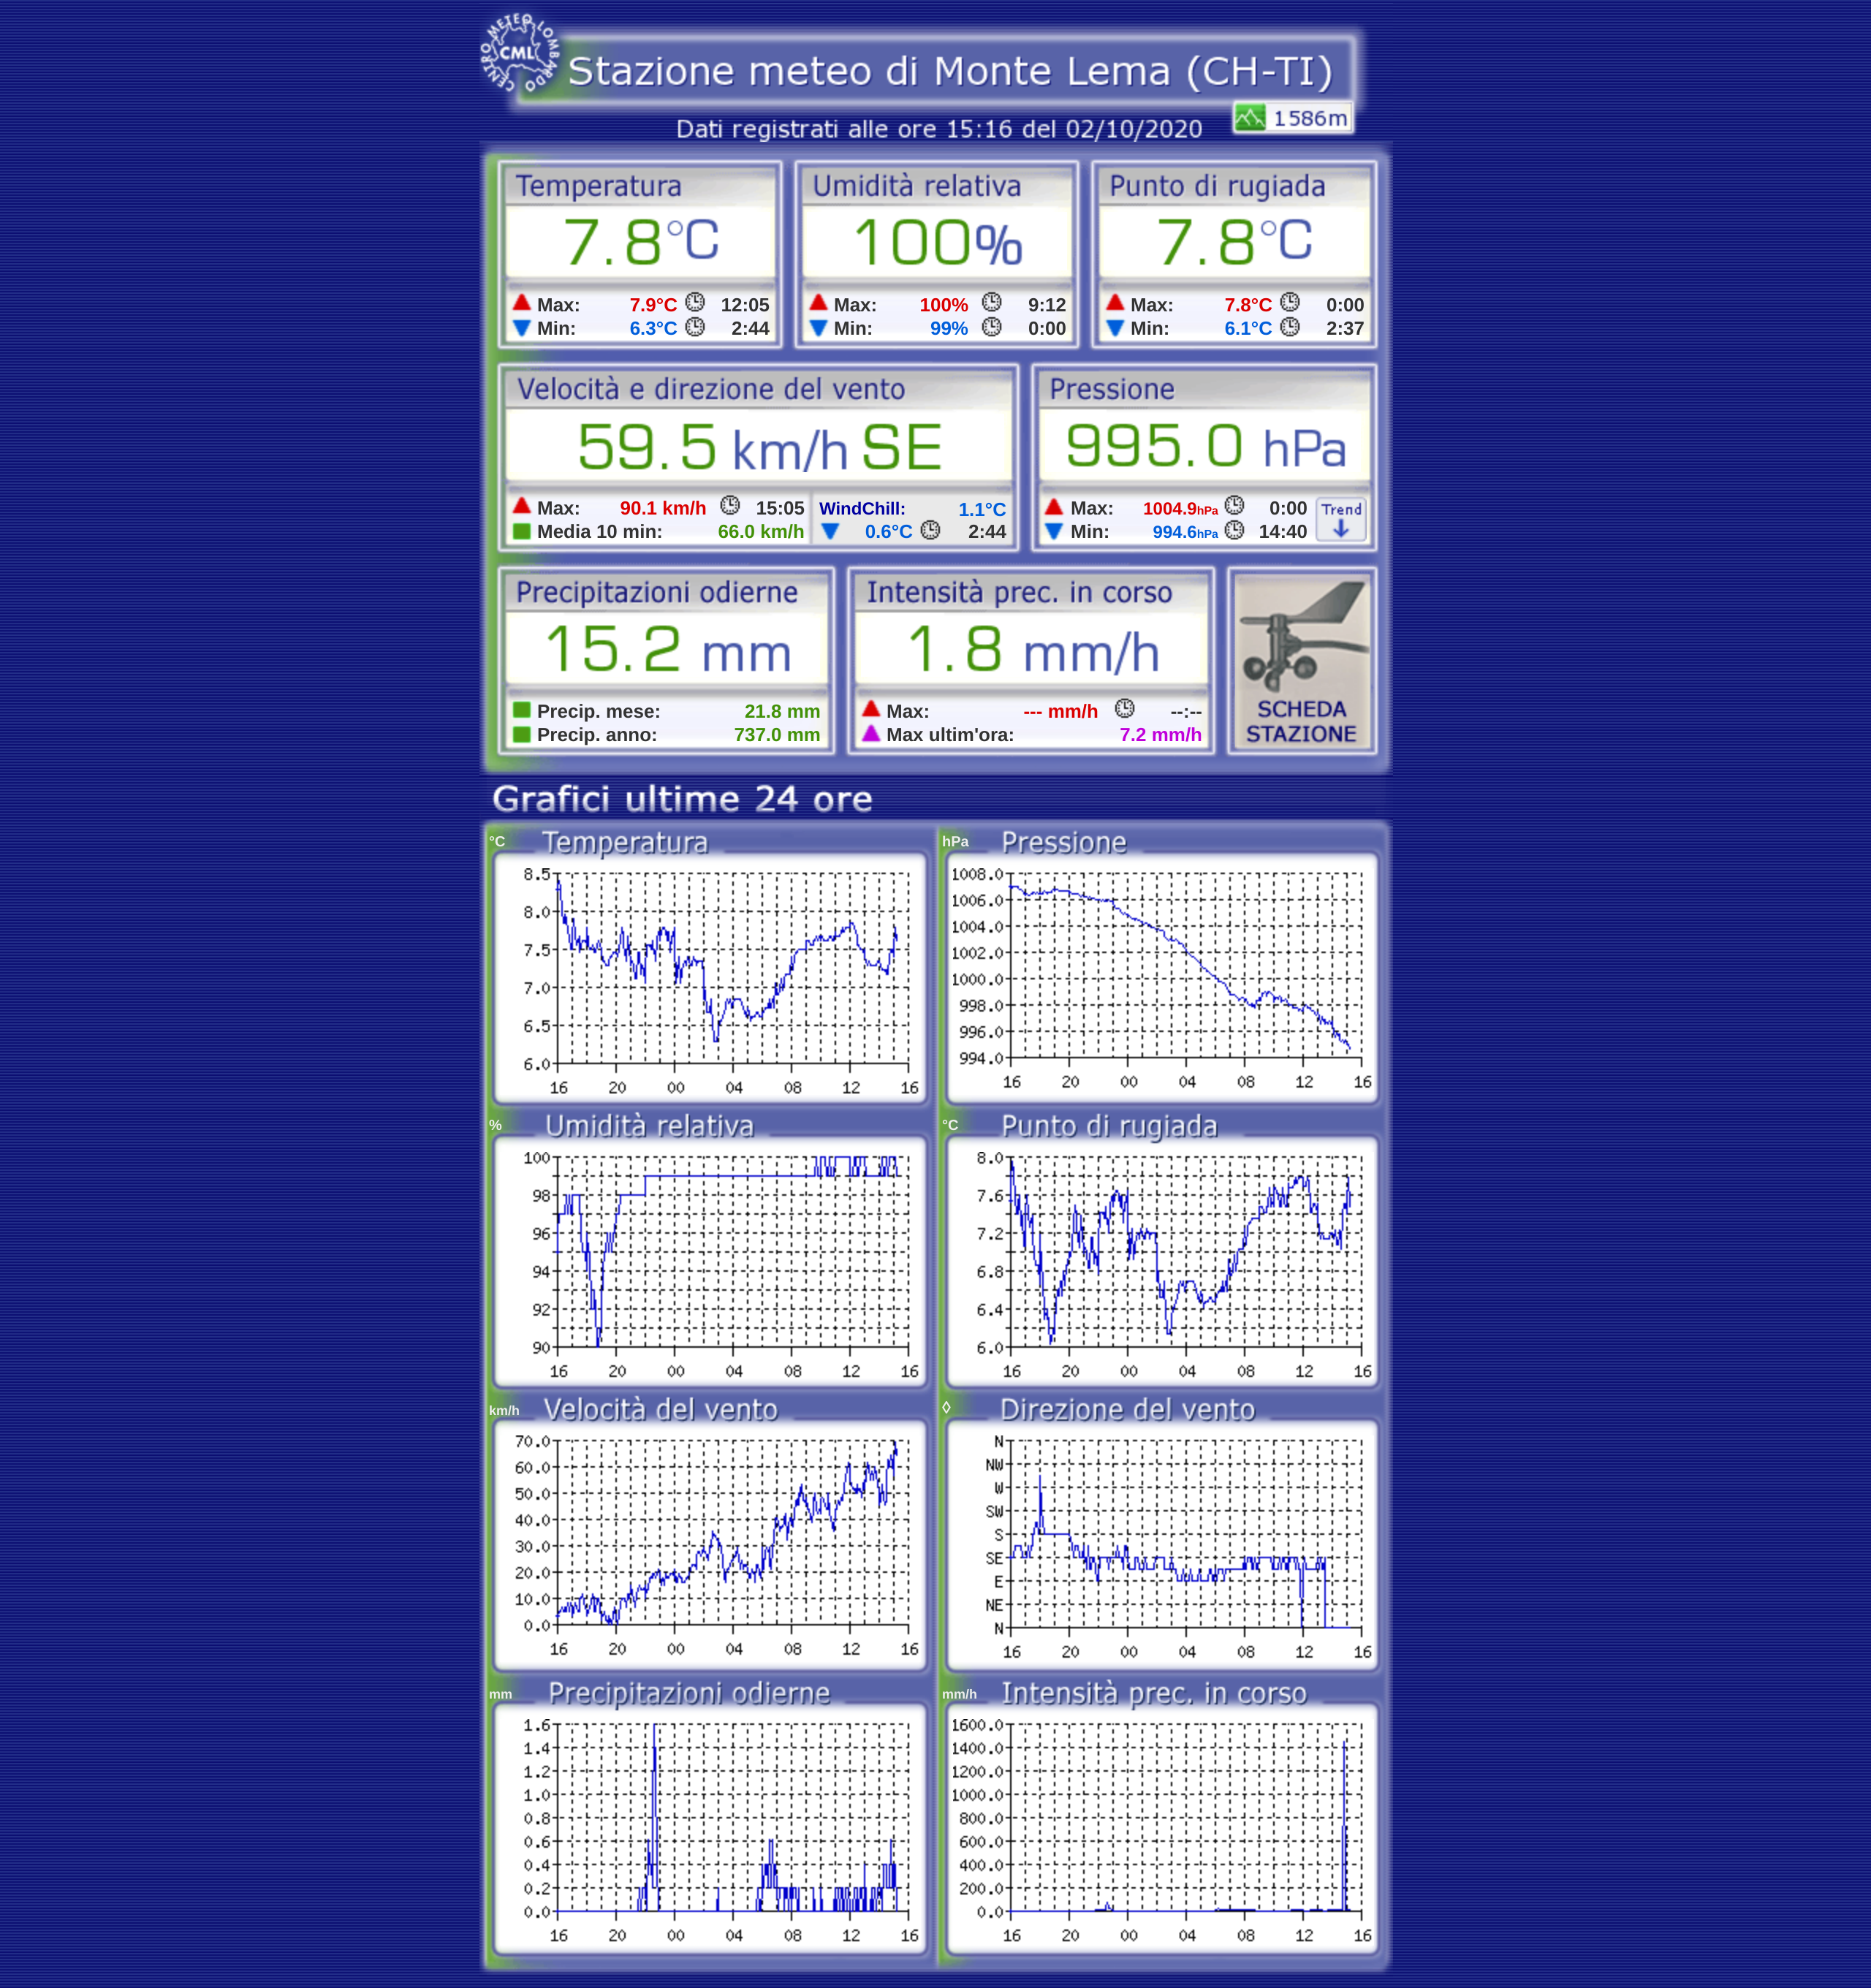 CENTRO METEO LOMBARDO
CML
Stazione meteo di Monte Lema (CH-TI)
1586m
Dati registrati alle ore 15:16 del 02/10/2020
Temperatura
7.8°C
Max: 7.9°C 12:05
Min: 6.3°C 2:44
Umidità relativa
100%
Max: 100% 9:12
Min: 99% 0:00
Punto di rugiada
7.8°C
Max: 7.8°C 0:00
Min: 6.1°C 2:37
Velocità e direzione del vento
59.5 km/h SE
Max: 90.1 km/h 15:05
Media 10 min: 66.0 km/h
WindChill: 1.1°C
0.6°C 2:44
Pressione
995.0 hPa
Max: 1004.9hPa 0:00
Min: 994.6hPa 14:40
Trend
Precipitazioni odierne
15.2 mm
Precip. mese: 21.8 mm
Precip. anno: 737.0 mm
Intensità prec. in corso
1.8 mm/h
Max: --- mm/h --:--
Max ultim'ora: 7.2 mm/h
SCHEDA
STAZIONE
Grafici ultime 24 ore
°C Temperatura
8.5
8.0
7.5
7.0
6.5
6.0
16 20 00 04 08 12 16
hPa Pressione
1008.0
1006.0
1004.0
1002.0
1000.0
998.0
996.0
994.0
16 20 00 04 08 12 16
% Umidità relativa
100
98
96
94
92
90
16 20 00 04 08 12 16
°C Punto di rugiada
8.0
7.6
7.2
6.8
6.4
6.0
16 20 00 04 08 12 16
km/h Velocità del vento
70.0
60.0
50.0
40.0
30.0
20.0
10.0
0.0
16 20 00 04 08 12 16
◊ Direzione del vento
N
NW
W
SW
S
SE
E
NE
N
16 20 00 04 08 12 16
mm Precipitazioni odierne
1.6
1.4
1.2
1.0
0.8
0.6
0.4
0.2
0.0
16 20 00 04 08 12 16
mm/h Intensità prec. in corso
1600.0
1400.0
1200.0
1000.0
800.0
600.0
400.0
200.0
0.0
16 20 00 04 08 12 16